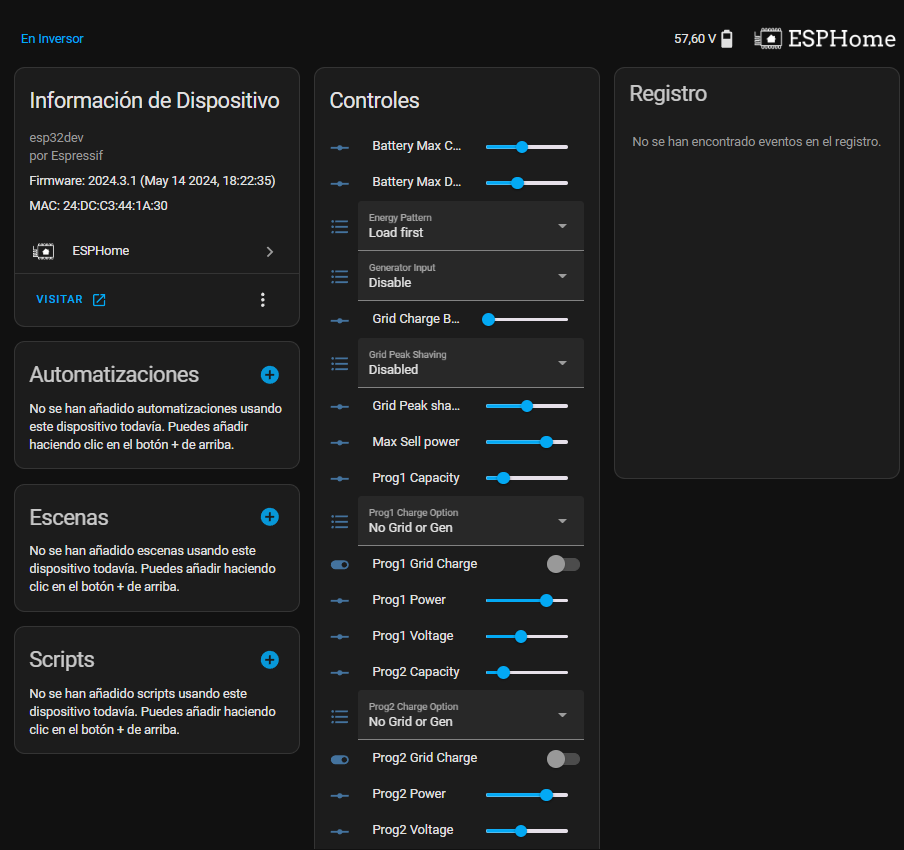 En Inversor
57,60 V
ESPHome
Información de Dispositivo
esp32dev
por Espressif
Firmware: 2024.3.1 (May 14 2024, 18:22:35)
MAC: 24:DC:C3:44:1A:30
ESPHome
VISITAR
Automatizaciones
No se han añadido automatizaciones usando
este dispositivo todavía. Puedes añadir
haciendo clic en el botón + de arriba.
Escenas
No se han añadido escenas usando este
dispositivo todavía. Puedes añadir haciendo
clic en el botón + de arriba.
Scripts
No se han añadido scripts usando este
dispositivo todavía. Puedes añadir haciendo
clic en el botón + de arriba.
Controles
Battery Max C...
Battery Max D...
Energy Pattern
Load first
Generator Input
Disable
Grid Charge B...
Grid Peak Shaving
Disabled
Grid Peak sha...
Max Sell power
Prog1 Capacity
Prog1 Charge Option
No Grid or Gen
Prog1 Grid Charge
Prog1 Power
Prog1 Voltage
Prog2 Capacity
Prog2 Charge Option
No Grid or Gen
Prog2 Grid Charge
Prog2 Power
Prog2 Voltage
Registro
No se han encontrado eventos en el registro.